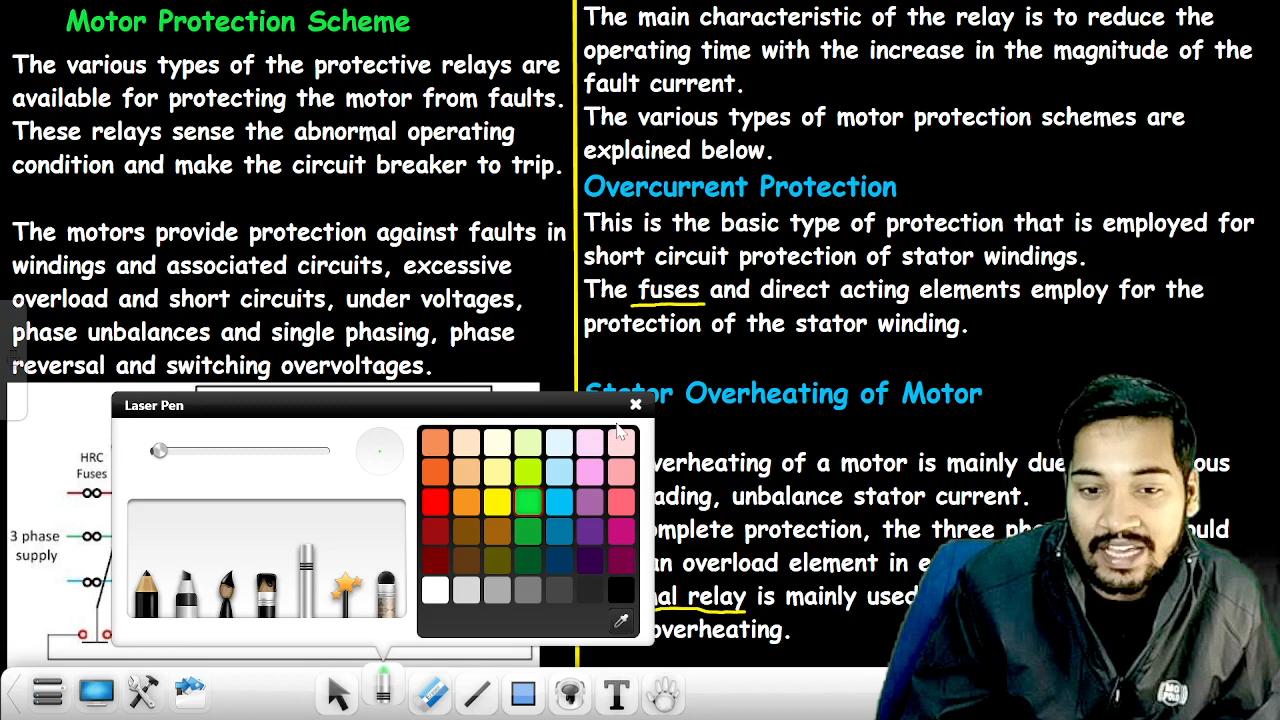 Motor Protection Scheme
The various types of the protective relays are
available for protecting the motor from faults.
These relays sense the abnormal operating
condition and make the circuit breaker to trip.
The motors provide protection against faults in
windings and associated circuits, excessive
overload and short circuits, under voltages,
phase unbalances and single phasing, phase
reversal and switching overvoltages.
HRC
Fuses
3 phase
supply
Laser Pen
The main characteristic of the relay is to reduce the
operating time with the increase in the magnitude of the
fault current.
The various types of motor protection schemes are
explained below.
Overcurrent Protection
This is the basic type of protection that is employed for
short circuit protection of stator windings.
The fuses and direct acting elements employ for the
protection of the stator winding.
Stator Overheating of Motor
overheating of a motor is mainly due
unbalance stator current.
complete protection, the three
an overload element in
relay is mainly used
overheating.
T